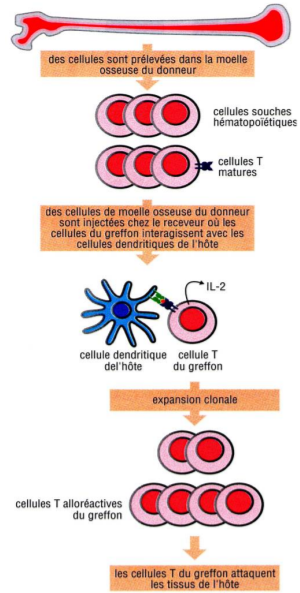 des cellules sont prélevées dans la moelle
osseuse du donneur
cellules souches
hématopoïétiques
cellules T
matures
des cellules de moelle osseuse du donneur
sont injectées chez le receveur où les
cellules du greffon interagissent avec les
cellules dendritiques de l'hôte
IL-2
cellule dendritique
del'hôte
cellule T
du greffon
expansion clonale
cellules T alloréactives
du greffon
les cellules T du greffon attaquent
les tissus de l'hôte